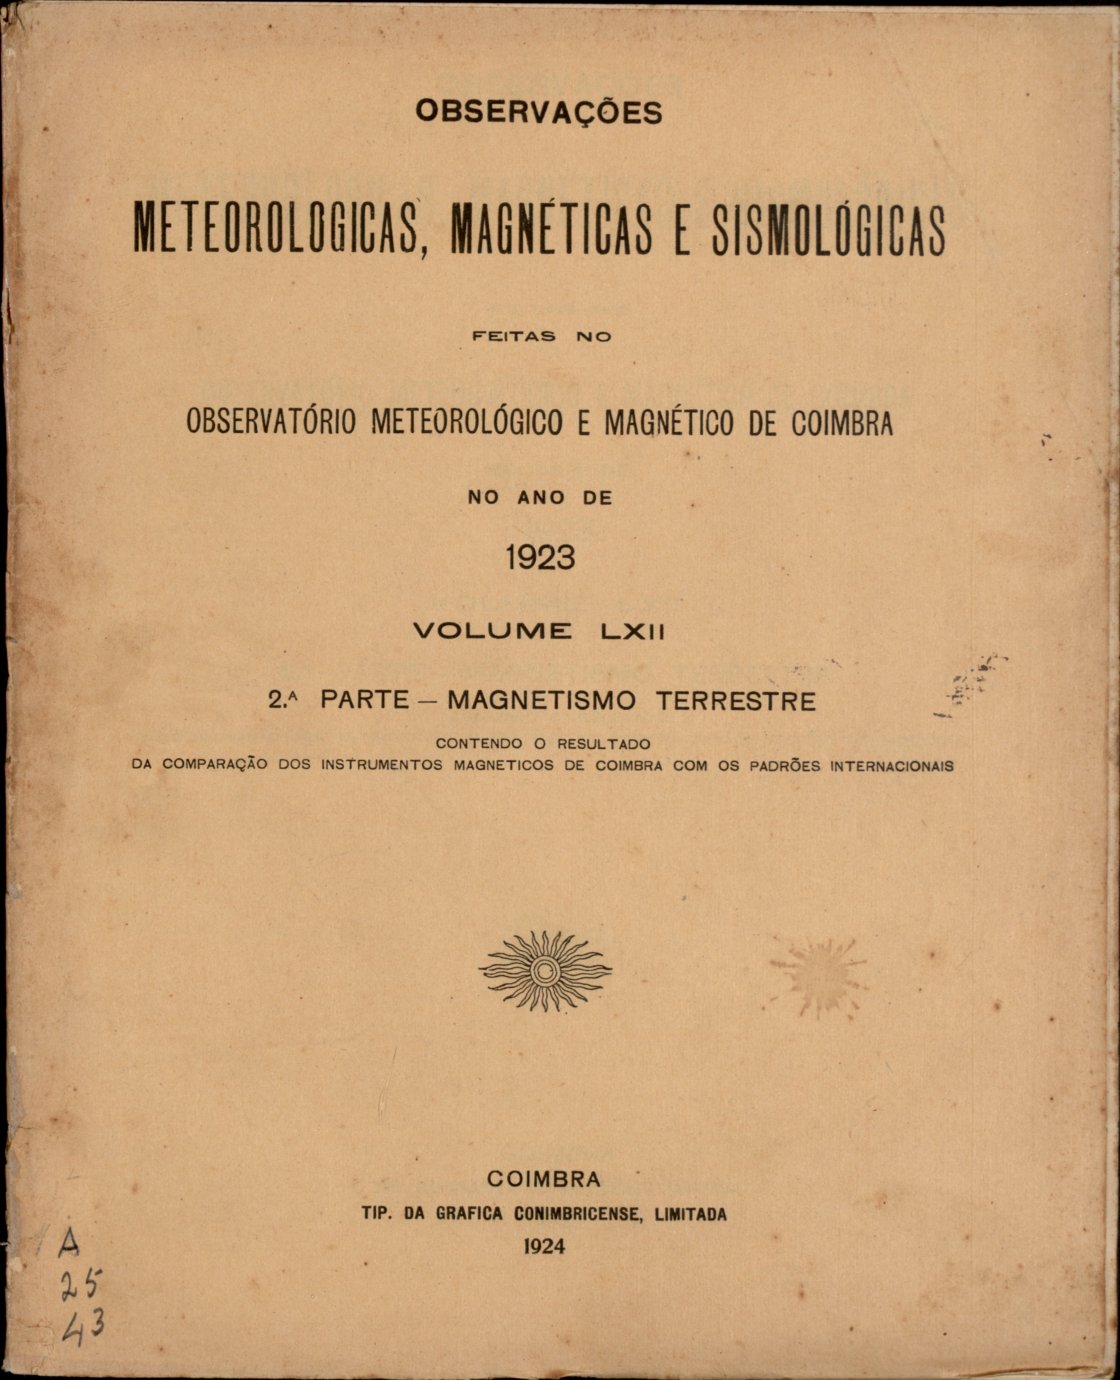 OBSERVAÇÕES
METEOROLOGICAS, MAGNÉTICAS E SISMOLÓGICAS
FEITAS NO
OBSERVATÓRIO METEOROLÓGICO E MAGNÉTICO DE COIMBRA
NO ANO DE
1923
VOLUME LXII
2.ª PARTE — MAGNETISMO TERRESTRE
CONTENDO O RESULTADO
DA COMPARAÇÃO DOS INSTRUMENTOS MAGNETICOS DE COIMBRA COM OS PADRÕES INTERNACIONAIS
COIMBRA
TIP. DA GRAFICA CONIMBRICENSE, LIMITADA
1924
A
25
43